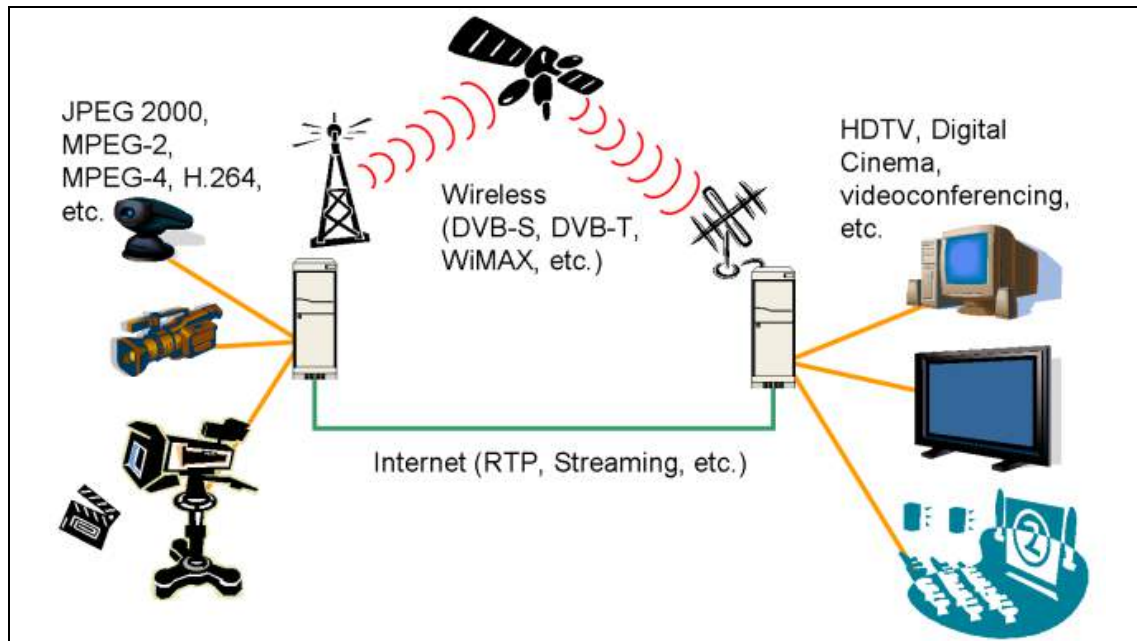 JPEG 2000,
MPEG-2,
MPEG-4, H.264,
etc.
Wireless
(DVB-S, DVB-T,
WiMAX, etc.)
HDTV, Digital
Cinema,
videoconferencing,
etc.
Internet (RTP, Streaming, etc.)
2